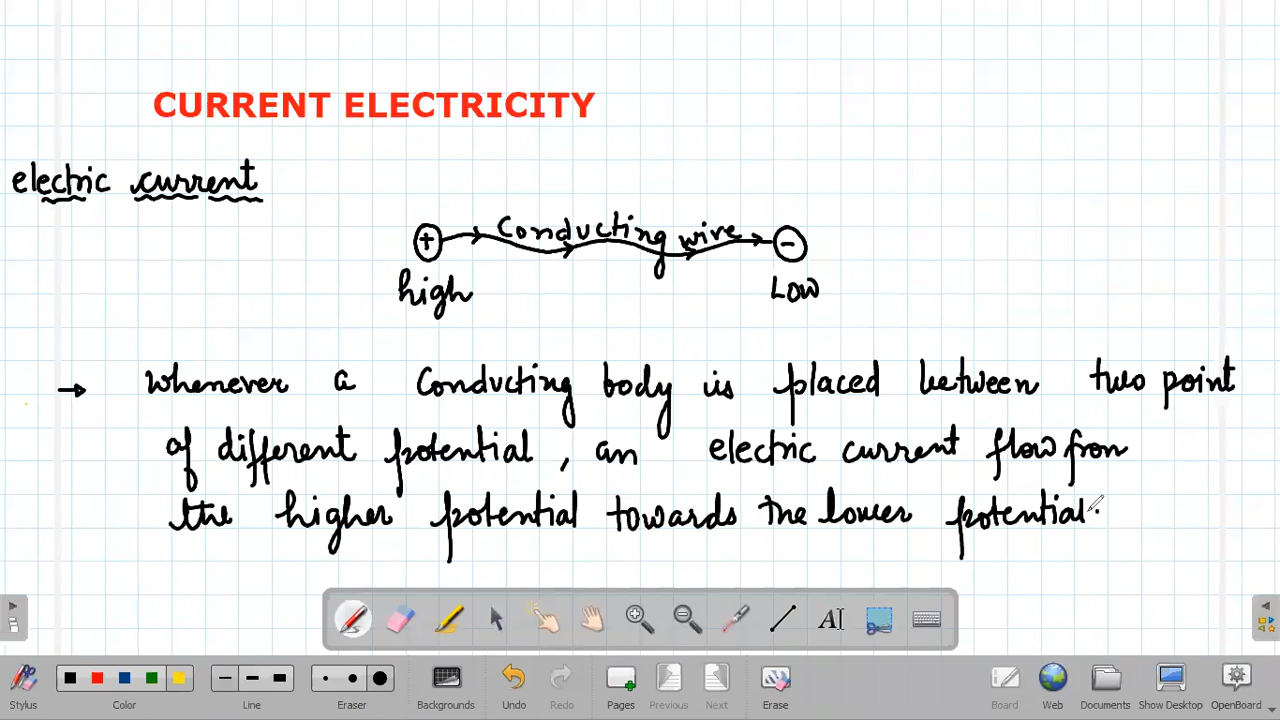 CURRENT ELECTRICITY
electric current
+ Conducting wire -
high Low
→ whenever a conducting body is placed between two point
of different potential, an electric current flow from
the higher potential towards the lower potential.
Stylus Color Line Eraser Backgrounds Undo Redo Pages Previous Next Erase Board Web Documents Show Desktop OpenBoard